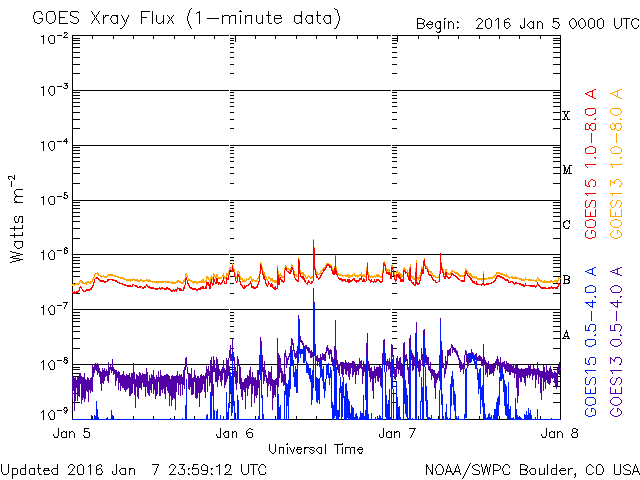 GOES Xray Flux (1-minute data)
Begin: 2016 Jan 5 0000 UTC
10-2
10-3
10-4
10-5
10-6
10-7
10-8
10-9
Watts m-2
X
M
C
B
A
GOES15 1.0-8.0 A
GOES13 1.0-8.0 A
GOES15 0.5-4.0 A
GOES13 0.5-4.0 A
Jan 5
Jan 6
Jan 7
Jan 8
Universal Time
Updated 2016 Jan 7 23:59:12 UTC
NOAA/SWPC Boulder, CO USA